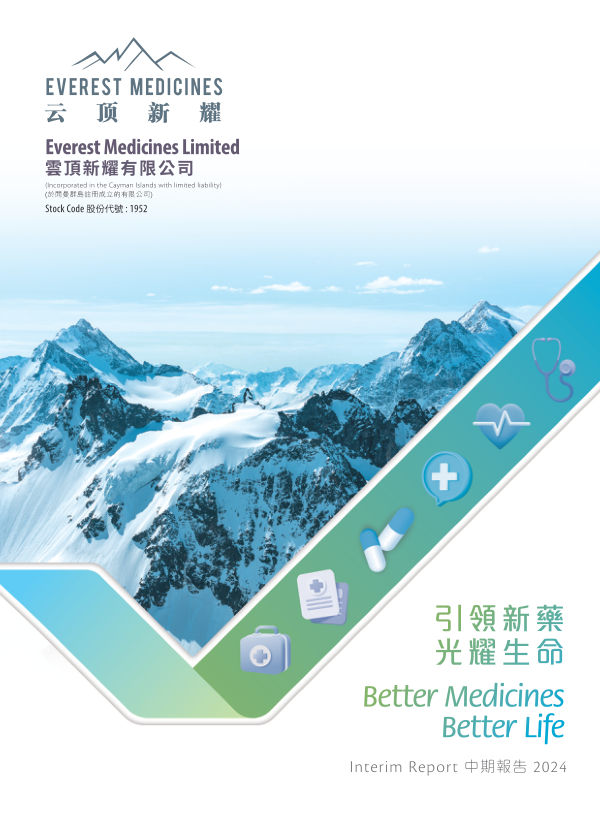 EVEREST MEDICINES
云顶新耀
Everest Medicines Limited
雲頂新耀有限公司
(Incorporated in the Cayman Islands with limited liability)
(於開曼群島註冊成立的有限公司)
Stock Code 股份代號 : 1952
引領新藥
光耀生命
Better Medicines
Better Life
Interim Report 中期報告 2024